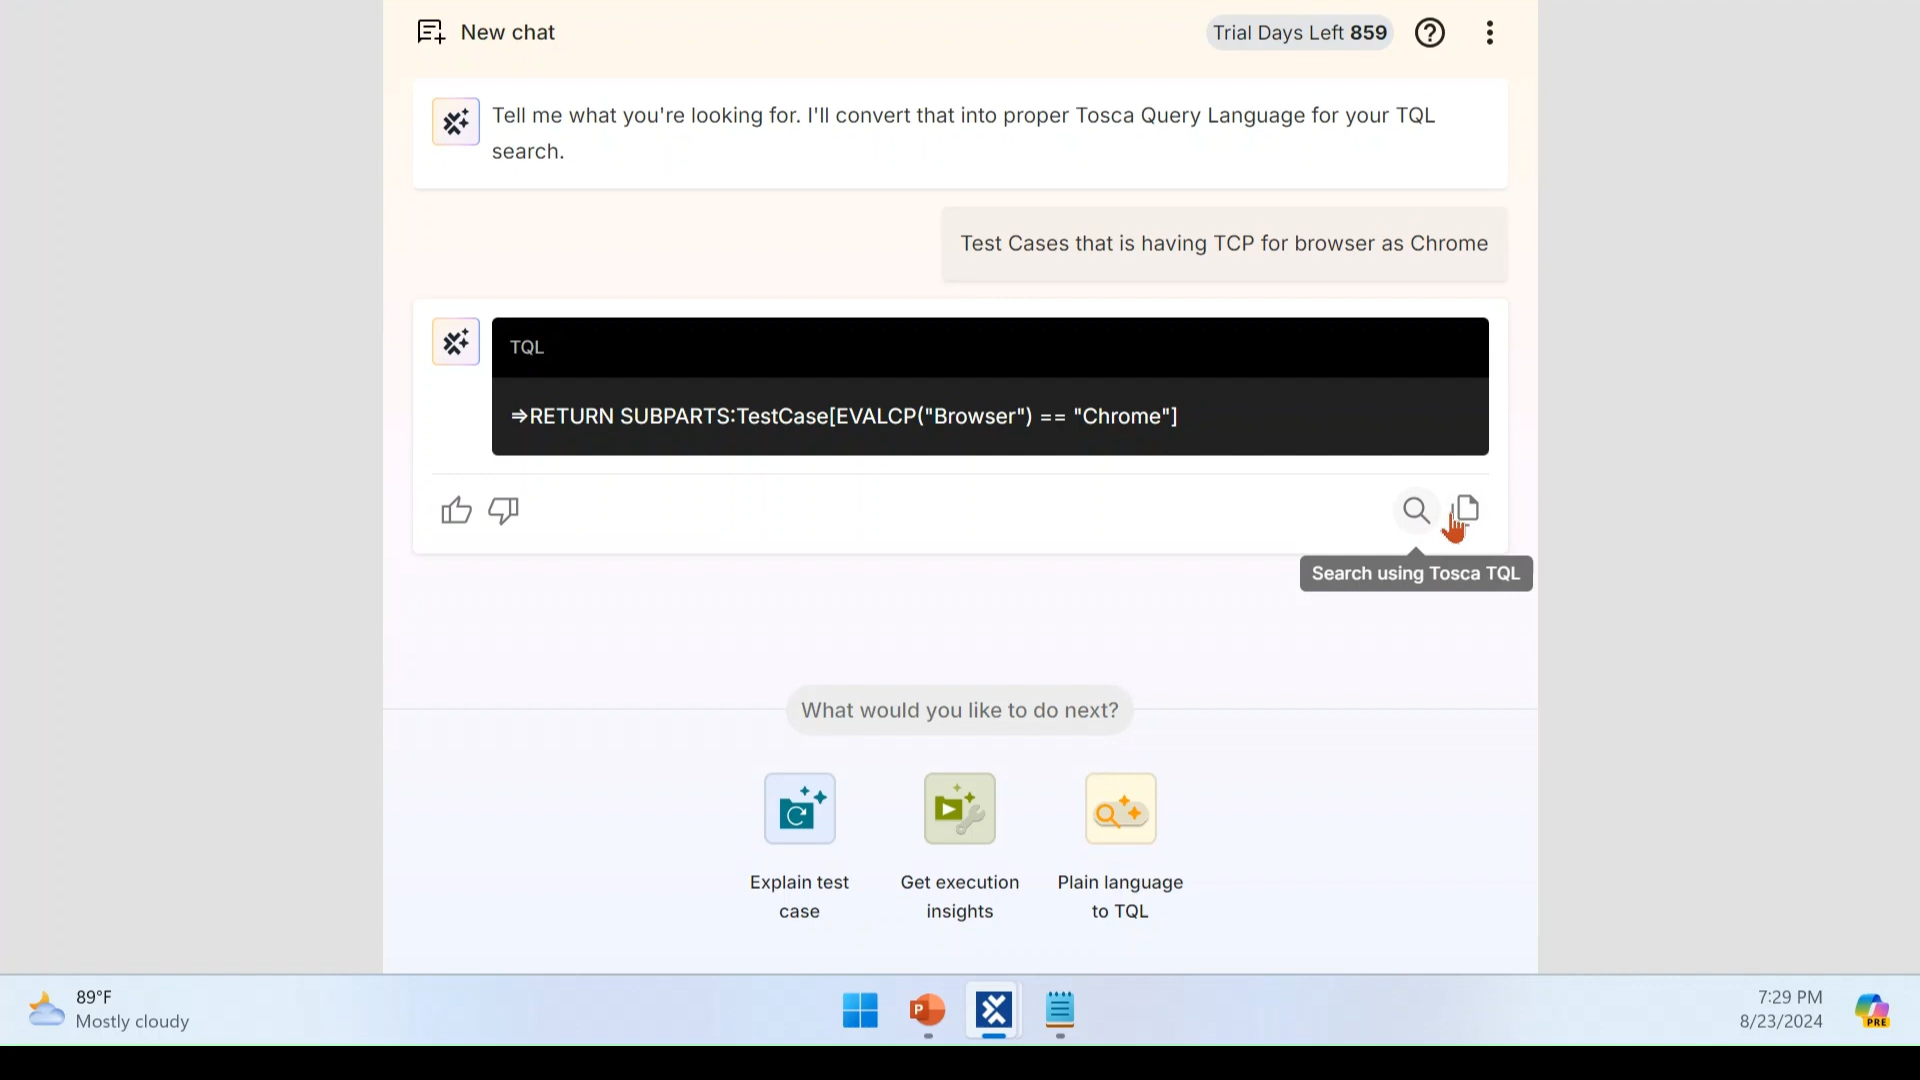 New chat
Trial Days Left 859
Tell me what you're looking for. I'll convert that into proper Tosca Query Language for your TQL
search.
Test Cases that is having TCP for browser as Chrome
TQL
=>RETURN SUBPARTS:TestCase[EVALCP("Browser") == "Chrome"]
Search using Tosca TQL
What would you like to do next?
Explain test
case
Get execution
insights
Plain language
to TQL
89°F
Mostly cloudy
P
7:29 PM
8/23/2024
PRE